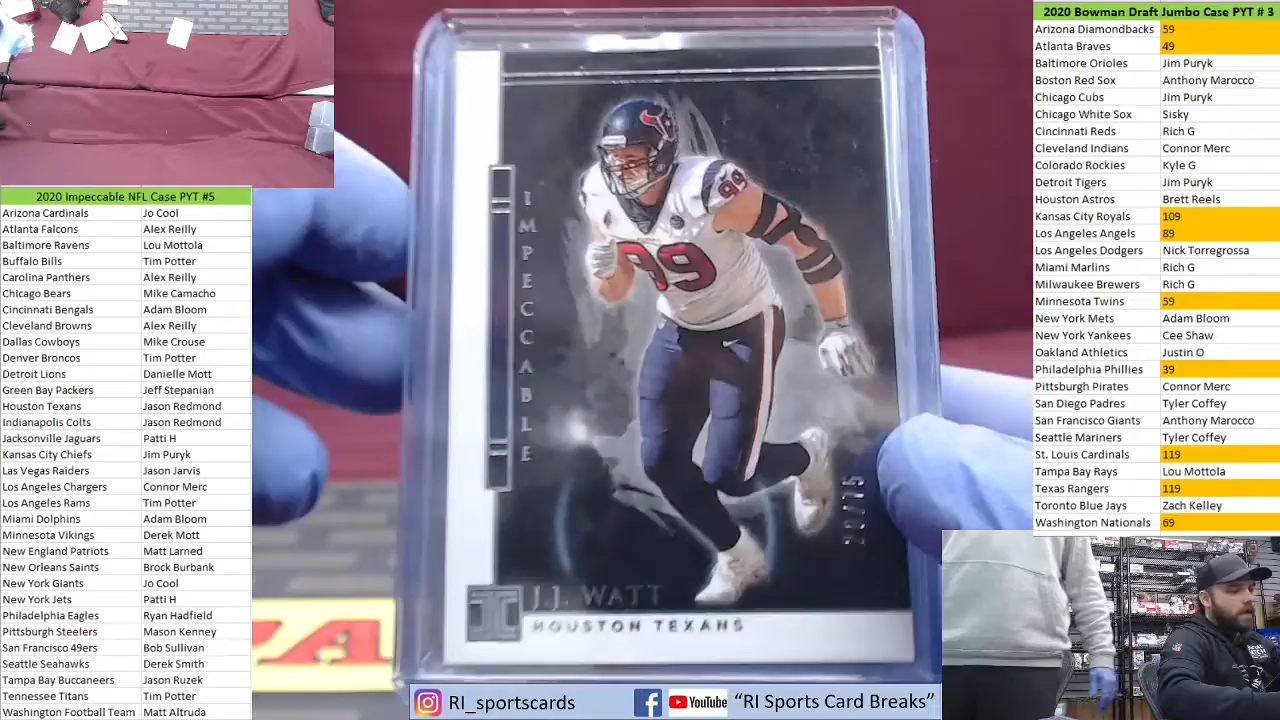 2020 Impeccable NFL Case PYT #5
Arizona Cardinals Jo Cool
Atlanta Falcons Alex Reilly
Baltimore Ravens Lou Mottola
Buffalo Bills Tim Potter
Carolina Panthers Alex Reilly
Chicago Bears Mike Camacho
Cincinnati Bengals Adam Bloom
Cleveland Browns Alex Reilly
Dallas Cowboys Mike Crouse
Denver Broncos Tim Potter
Detroit Lions Danielle Mott
Green Bay Packers Jeff Stepanian
Houston Texans Jason Redmond
Indianapolis Colts Jason Redmond
Jacksonville Jaguars Patti H
Kansas City Chiefs Jim Puryk
Las Vegas Raiders Jason Jarvis
Los Angeles Chargers Connor Merc
Los Angeles Rams Tim Potter
Miami Dolphins Adam Bloom
Minnesota Vikings Derek Mott
New England Patriots Matt Larned
New Orleans Saints Brock Burbank
New York Giants Jo Cool
New York Jets Patti H
Philadelphia Eagles Ryan Hadfield
Pittsburgh Steelers Mason Kenney
San Francisco 49ers Bob Sullivan
Seattle Seahawks Derek Smith
Tampa Bay Buccaneers Jason Ruzek
Tennessee Titans Tim Potter
Washington Football Team Matt Altruda
IMPECCABLE
99
99
J.J. WATT
HOUSTON TEXANS
RI_sportscards
YouTube "RI Sports Card Breaks"
2020 Bowman Draft Jumbo Case PYT # 3
Arizona Diamondbacks 59
Atlanta Braves 49
Baltimore Orioles Jim Puryk
Boston Red Sox Anthony Marocco
Chicago Cubs Jim Puryk
Chicago White Sox Sisky
Cincinnati Reds Rich G
Cleveland Indians Connor Merc
Colorado Rockies Kyle G
Detroit Tigers Jim Puryk
Houston Astros Brett Reels
Kansas City Royals 109
Los Angeles Angels 89
Los Angeles Dodgers Nick Torregrossa
Miami Marlins Rich G
Milwaukee Brewers Rich G
Minnesota Twins 59
New York Mets Adam Bloom
New York Yankees Cee Shaw
Oakland Athletics Justin O
Philadelphia Phillies 39
Pittsburgh Pirates Connor Merc
San Diego Padres Tyler Coffey
San Francisco Giants Anthony Marocco
Seattle Mariners Tyler Coffey
St. Louis Cardinals 119
Tampa Bay Rays Lou Mottola
Texas Rangers 119
Toronto Blue Jays Zach Kelley
Washington Nationals 69